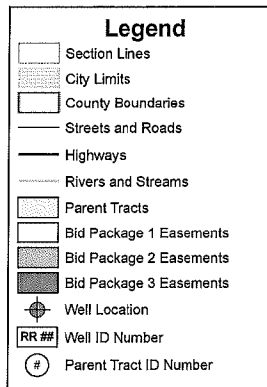 Legend
Section Lines
City Limits
County Boundaries
Streets and Roads
Highways
Rivers and Streams
Parent Tracts
Bid Package 1 Easements
Bid Package 2 Easements
Bid Package 3 Easements
Well Location
RR ## Well ID Number
# Parent Tract ID Number